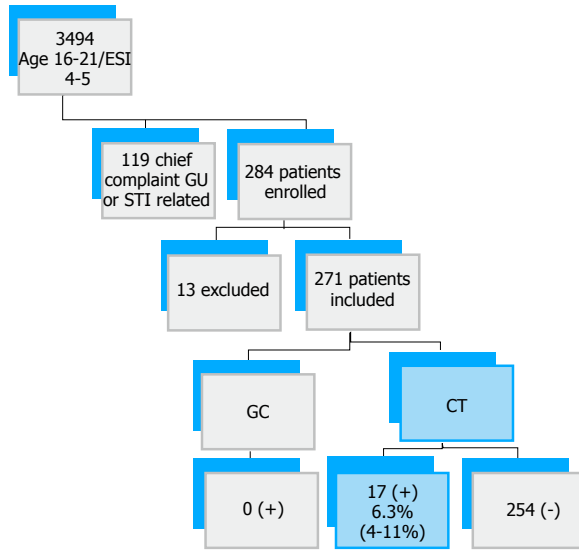 3494
Age 16-21/ESI
4-5
119 chief
complaint GU
or STI related
284 patients
enrolled
13 excluded
271 patients
included
GC
CT
0 (+)
17 (+)
6.3%
(4-11%)
254 (-)